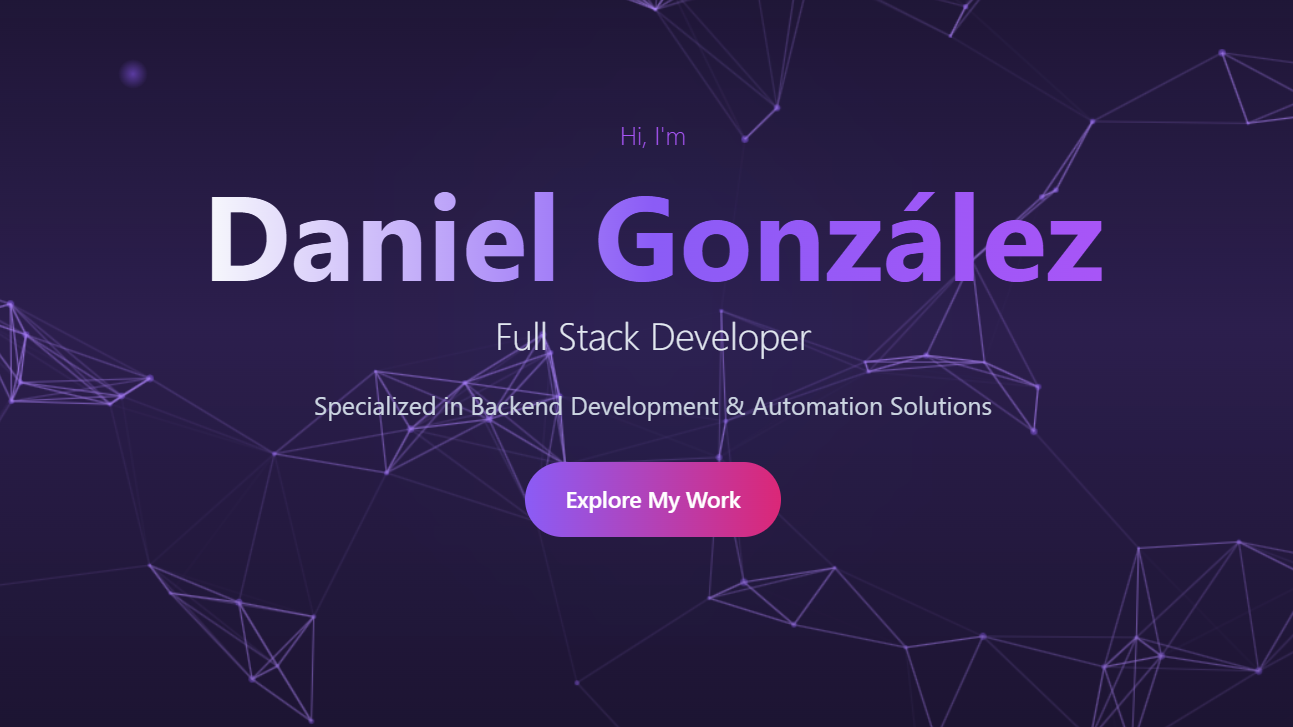 Hi, I'm
Daniel González
Full Stack Developer
Specialized in Backend Development & Automation Solutions
Explore My Work